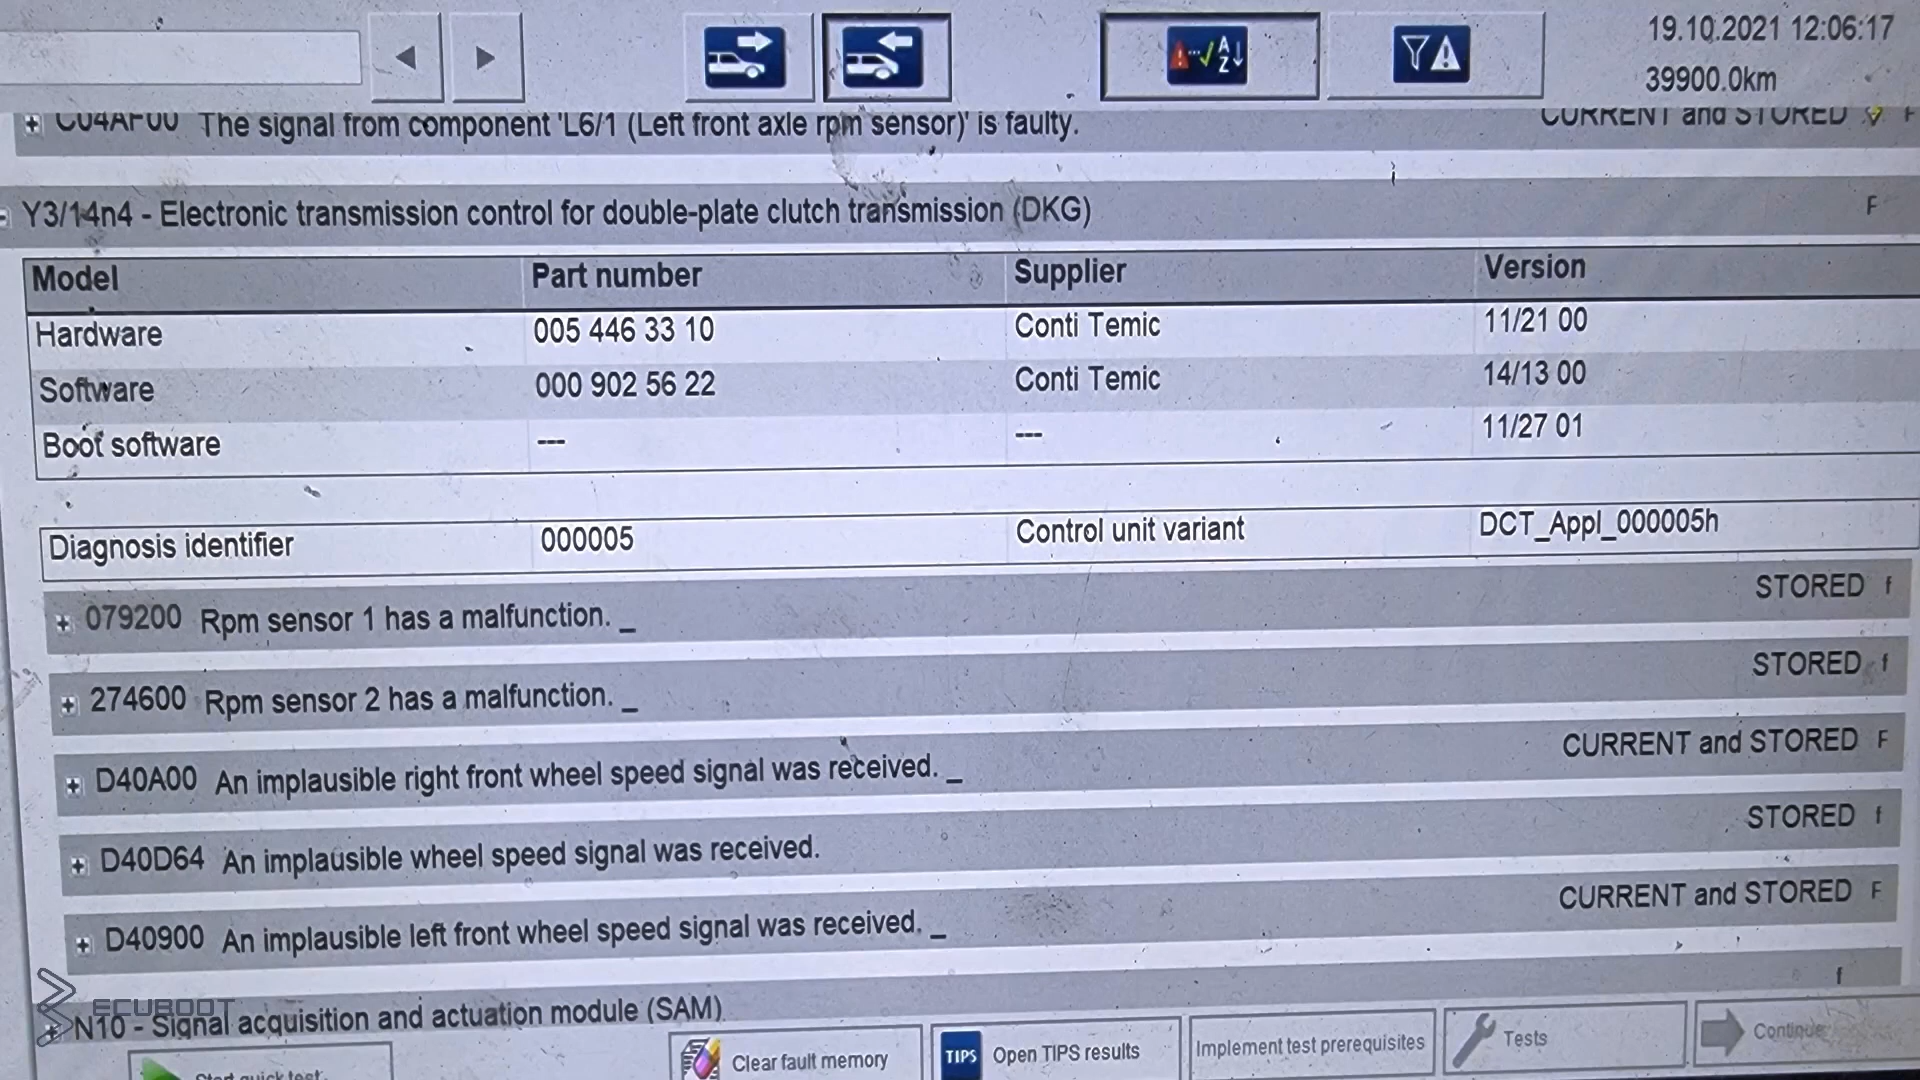 19.10.2021 12:06:17
39900.0km
C04AF00 The signal from component 'L6/1 (Left front axle rpm sensor)' is faulty. CURRENT and STORED F
Y3/14n4 - Electronic transmission control for double-plate clutch transmission (DKG) F
Model Part number Supplier Version
Hardware 005 446 33 10 Conti Temic 11/21 00
Software 000 902 56 22 Conti Temic 14/13 00
Boot software --- --- 11/27 01
Diagnosis identifier 000005 Control unit variant DCT_Appl_000005h
079200 Rpm sensor 1 has a malfunction. _ STORED f
274600 Rpm sensor 2 has a malfunction. _ STORED f
D40A00 An implausible right front wheel speed signal was received. _ CURRENT and STORED F
D40D64 An implausible wheel speed signal was received. STORED f
D40900 An implausible left front wheel speed signal was received. _ CURRENT and STORED F
f
ECUROOT
N10 - Signal acquisition and actuation module (SAM)
Start quick test
Clear fault memory
TIPS Open TIPS results
Implement test prerequisites
Tests
Continue